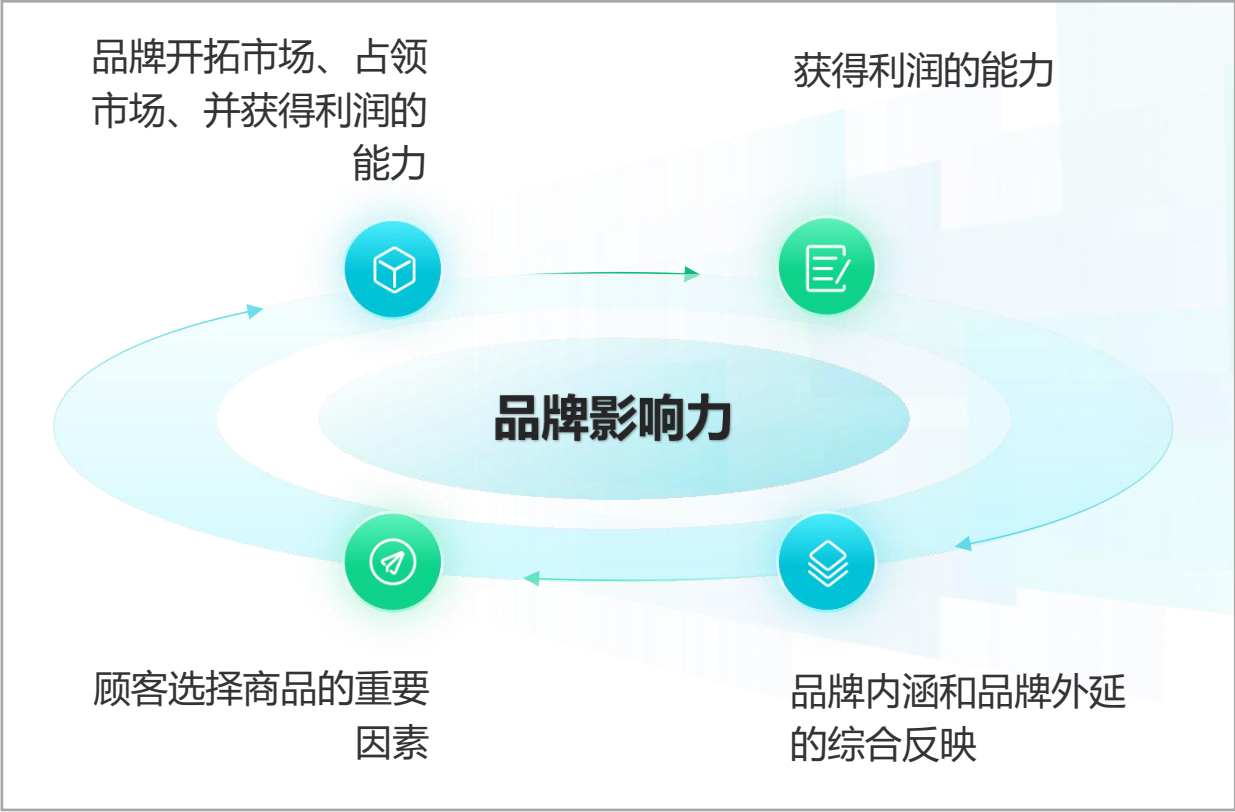 品牌开拓市场、占领
市场、并获得利润的
能力
获得利润的能力
品牌影响力
顾客选择商品的重要
因素
品牌内涵和品牌外延
的综合反映